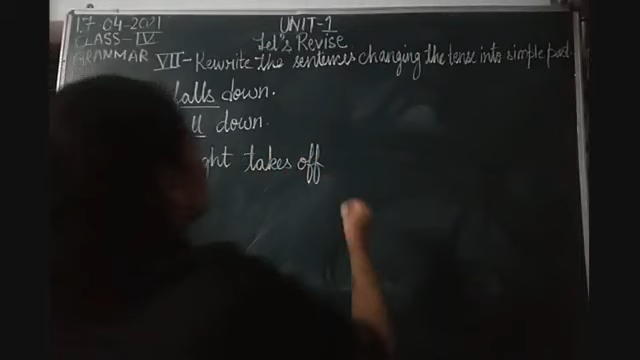 17-04-2021 UNIT-1
CLASS-IV Let's Revise
GRAMMAR VII-Rewrite the sentences changing the tense into simple past.
falls down.
ll down.
ght takes off